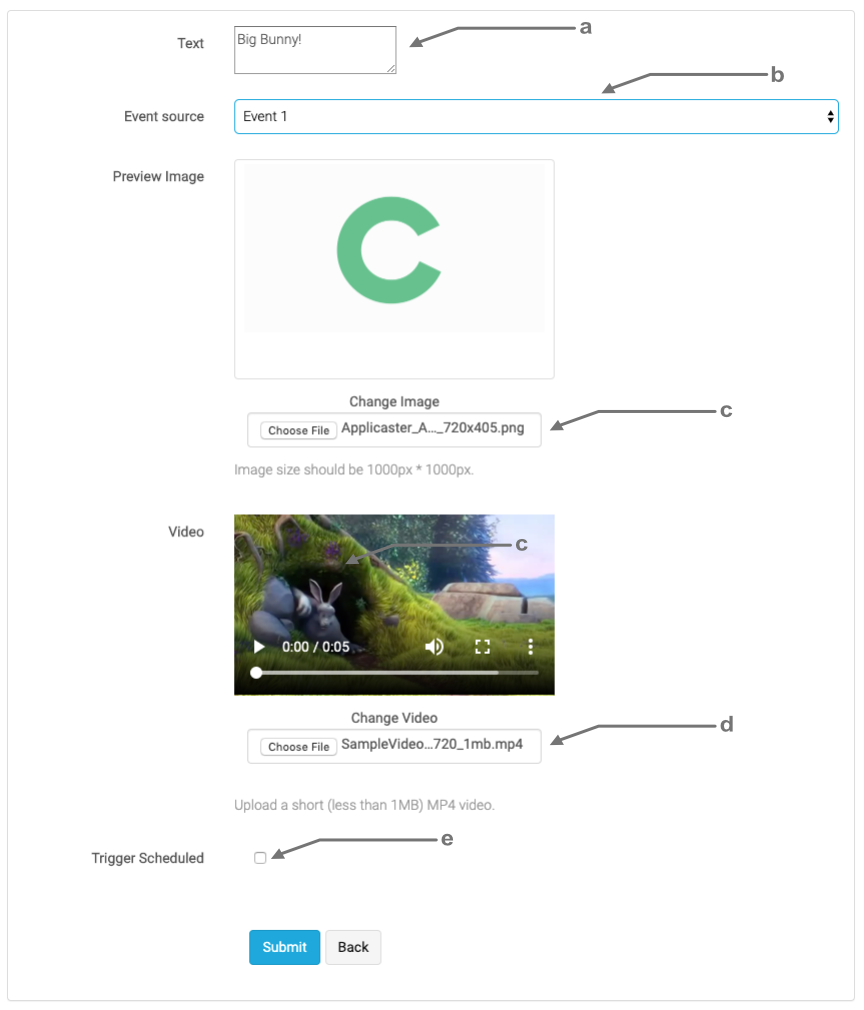 Text
Big Bunny!
a
b
Event source
Event 1
Preview Image
Change Image
Choose File Applicaster_A..._720x405.png
c
Image size should be 1000px * 1000px.
Video
c
0:00 / 0:05
Change Video
Choose File SampleVideo...720_1mb.mp4
d
Upload a short (less than 1MB) MP4 video.
Trigger Scheduled
e
Submit Back